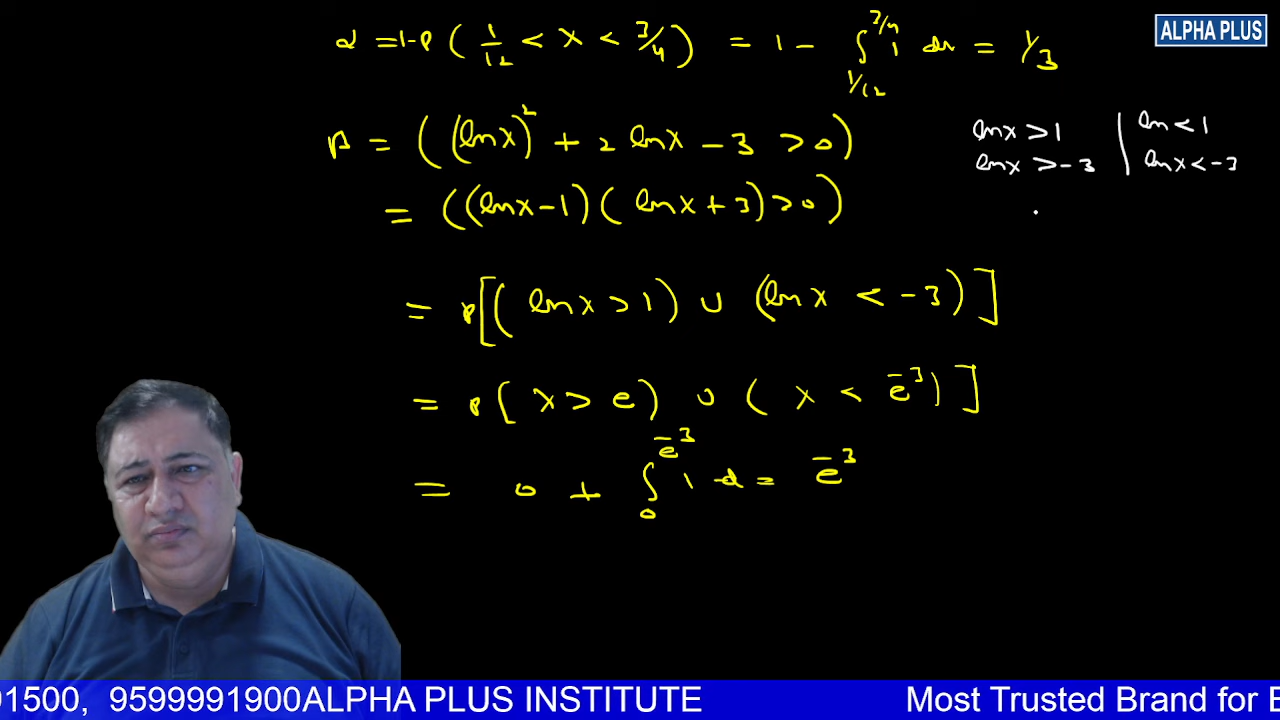 ALPHA PLUS
α = 1-P ( 1/12 < X < 3/4 ) = 1 - ∫_{1/12}^{3/4} 1 dx = 1/3
β = ( (ln x)² + 2 ln x - 3 > 0 )
ln x > 1 | ln < 1
ln x > -3 | ln x < -3
= ( (ln x - 1) ( ln x + 3) > 0 )
= P[( ln x > 1) ∪ (ln x < -3)]
= P[ X > e) ∪ ( X < e⁻³)]
= 0 + ∫_0^{e⁻³} 1 d = e⁻³
01500, 9599991900ALPHA PLUS INSTITUTE Most Trusted Brand for E